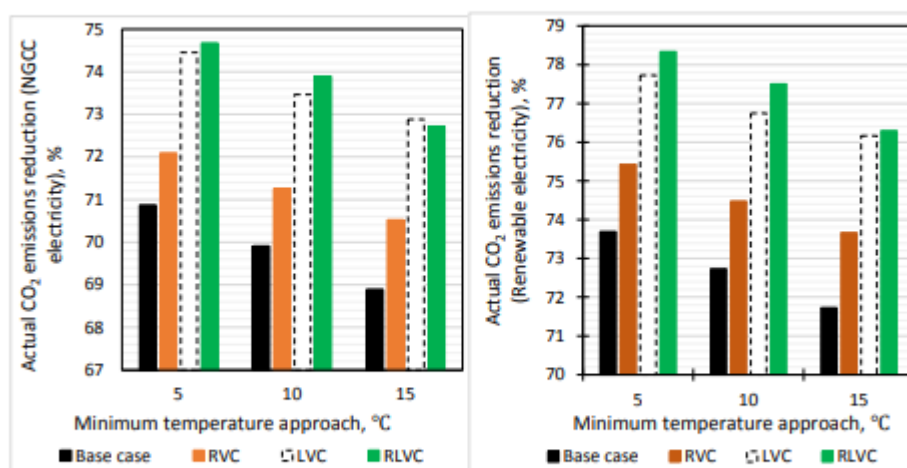 Actual CO₂ emissions reduction (NGCC
electricity), %
75
74
73
72
71
70
69
68
67
5 10 15
Minimum temperature approach, °C
Base case RVC LVC RLVC
Actual CO₂ emissions reduction
(Renewable electricity), %
79
78
77
76
75
74
73
72
71
70
5 10 15
Minimum temperature approach, °C
Base case RVC LVC RLVC